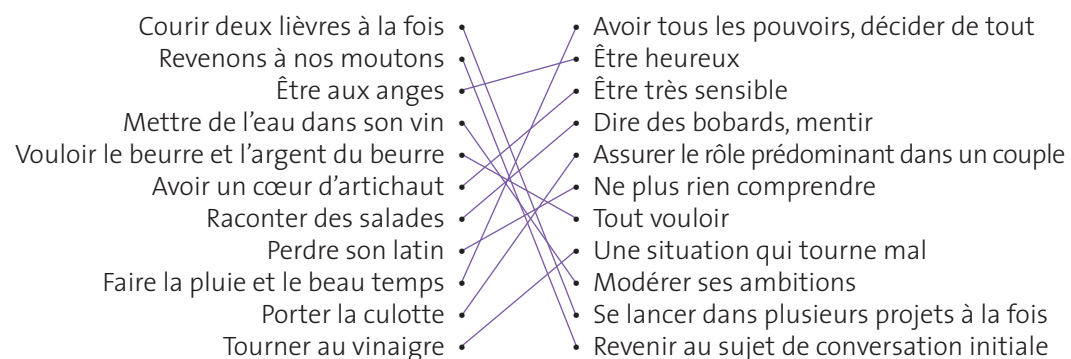 Courir deux lièvres à la fois • • Avoir tous les pouvoirs, décider de tout
Revenons à nos moutons • • Être heureux
Être aux anges • • Être très sensible
Mettre de l’eau dans son vin • • Dire des bobards, mentir
Vouloir le beurre et l’argent du beurre • • Assurer le rôle prédominant dans un couple
Avoir un cœur d’artichaut • • Ne plus rien comprendre
Raconter des salades • • Tout vouloir
Perdre son latin • • Une situation qui tourne mal
Faire la pluie et le beau temps • • Modérer ses ambitions
Porter la culotte • • Se lancer dans plusieurs projets à la fois
Tourner au vinaigre • • Revenir au sujet de conversation initiale